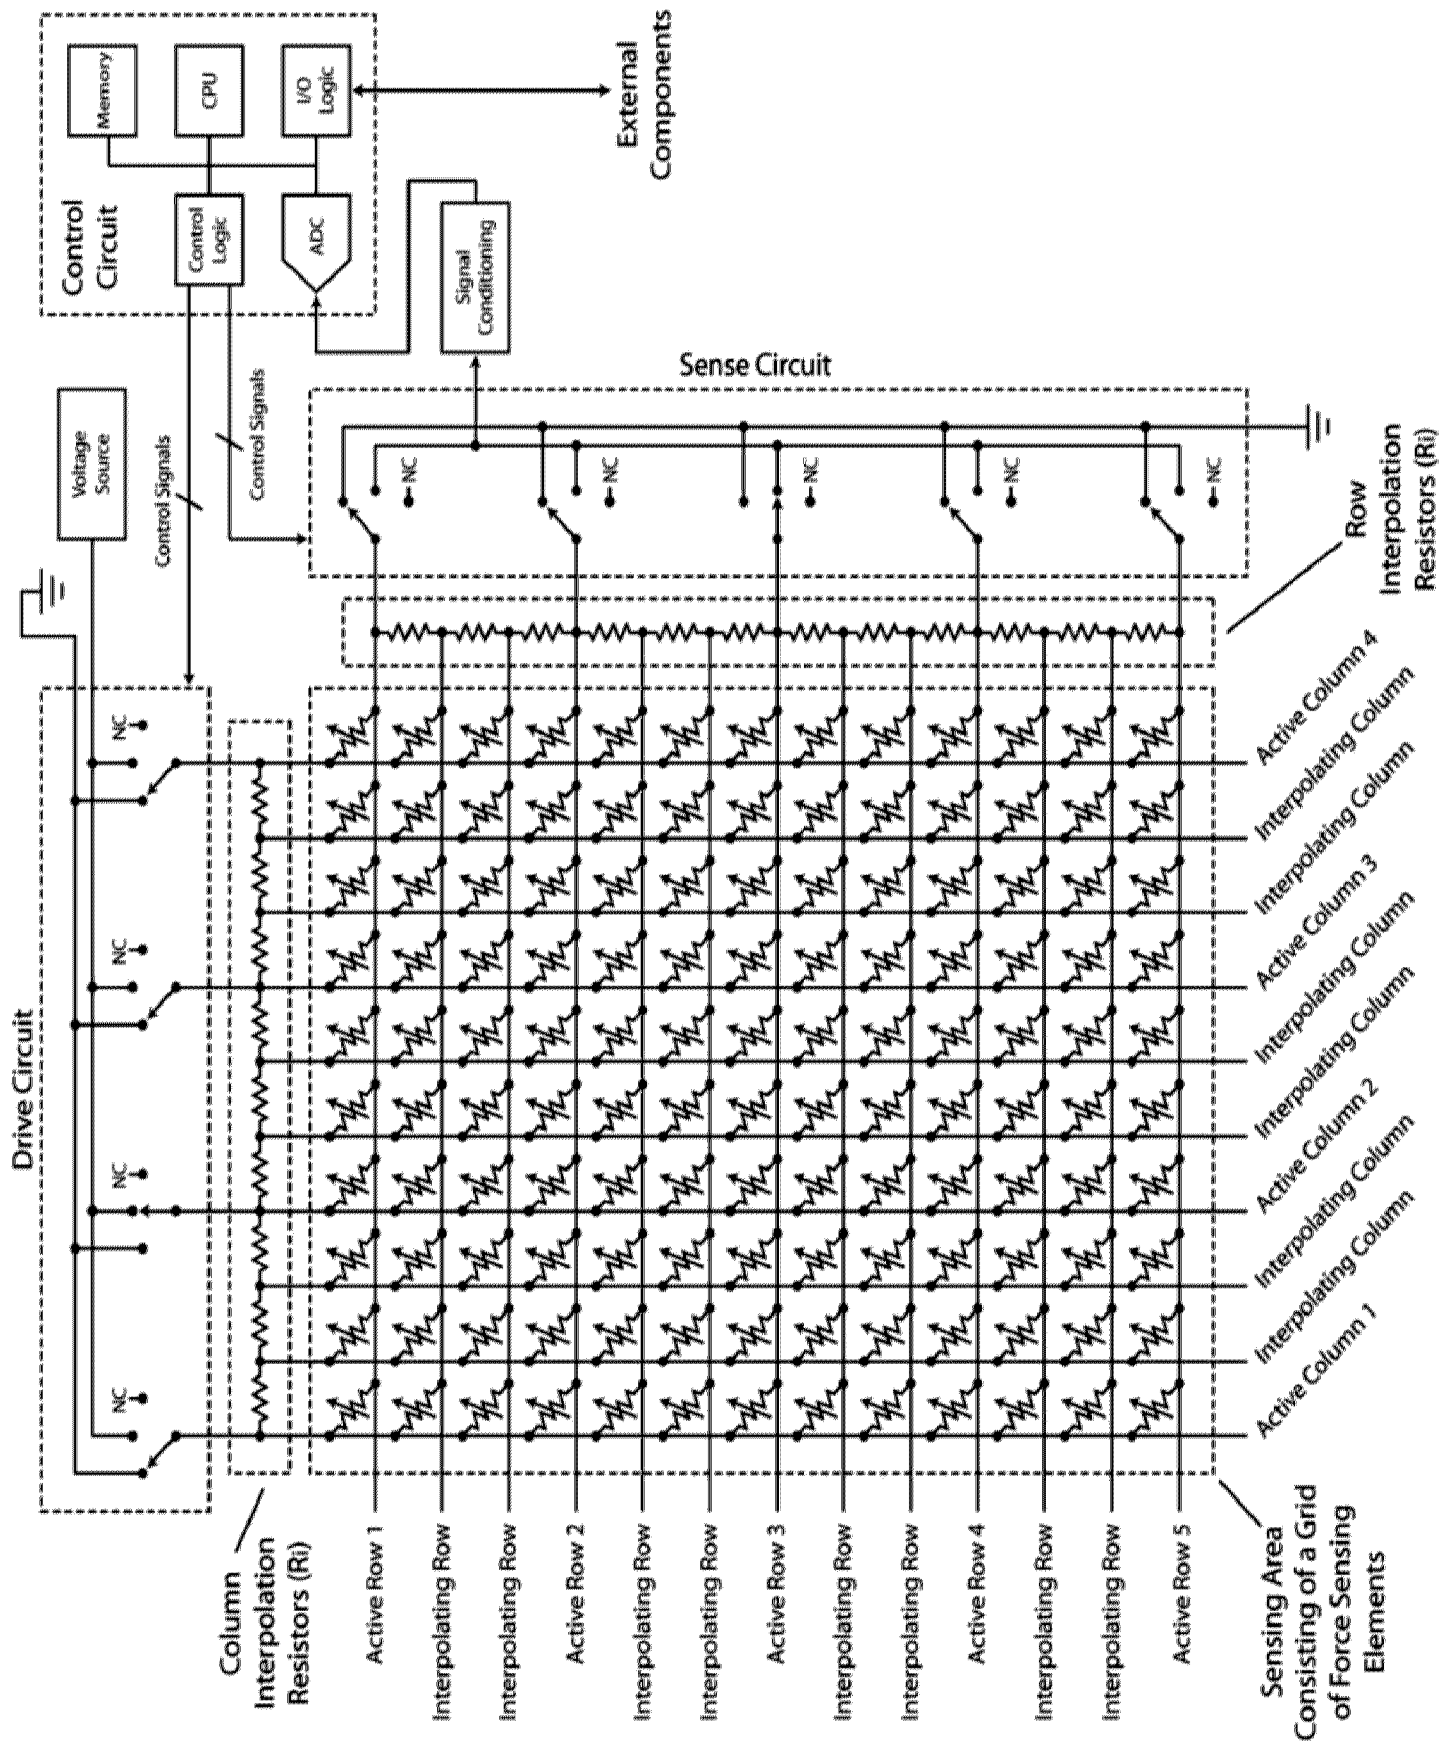 Drive Circuit
Voltage
Source
Control
Circuit
Memory
CPU
I/O
Logic
Control
Logic
ADC
External
Components
Control Signals
Control Signals
Signal
Conditioning
Sense Circuit
NC
NC
NC
NC
NC
NC
NC
NC
NC
Column
Interpolation
Resistors (Ri)
Row
Interpolation
Resistors (Ri)
Active Row 1
Interpolating Row
Interpolating Row
Active Row 2
Interpolating Row
Interpolating Row
Active Row 3
Interpolating Row
Interpolating Row
Active Row 4
Interpolating Row
Interpolating Row
Active Row 5
Active Column 1
Interpolating Column
Interpolating Column
Active Column 2
Interpolating Column
Interpolating Column
Active Column 3
Interpolating Column
Interpolating Column
Active Column 4
Sensing Area
Consisting of a Grid
of Force Sensing
Elements